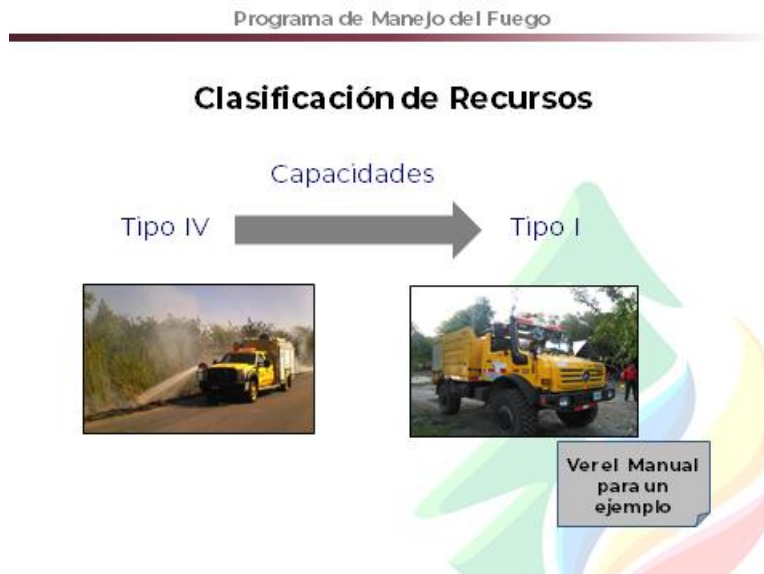 Programa de Manejo del Fuego
Clasificación de Recursos
Capacidades
Tipo IV
Tipo I
Ver el Manual
para un
ejemplo